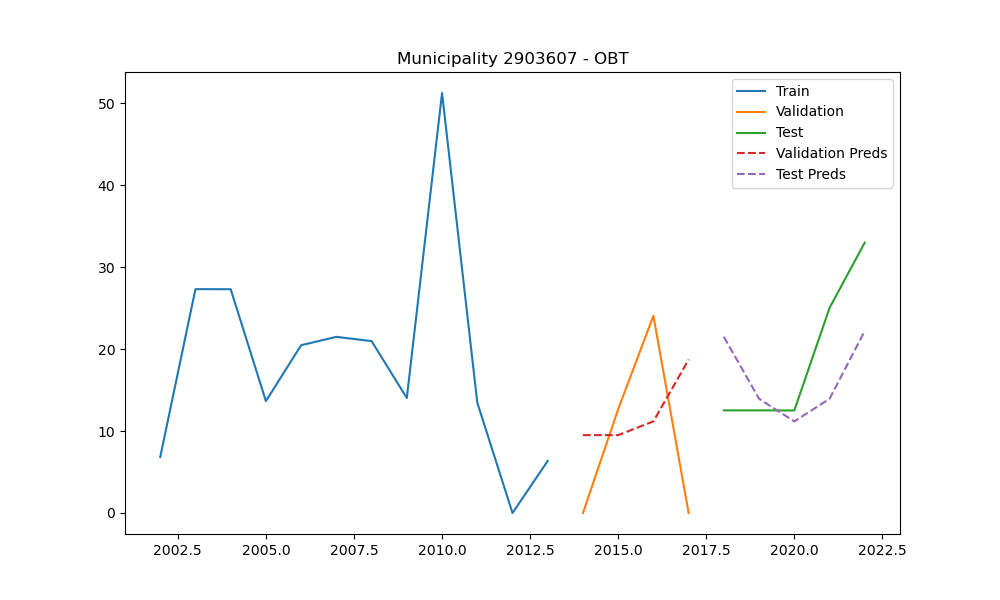 Municipality 2903607 - OBT
Train
Validation
Test
Validation Preds
Test Preds
50
40
30
20
10
0
2002.5 2005.0 2007.5 2010.0 2012.5 2015.0 2017.5 2020.0 2022.5